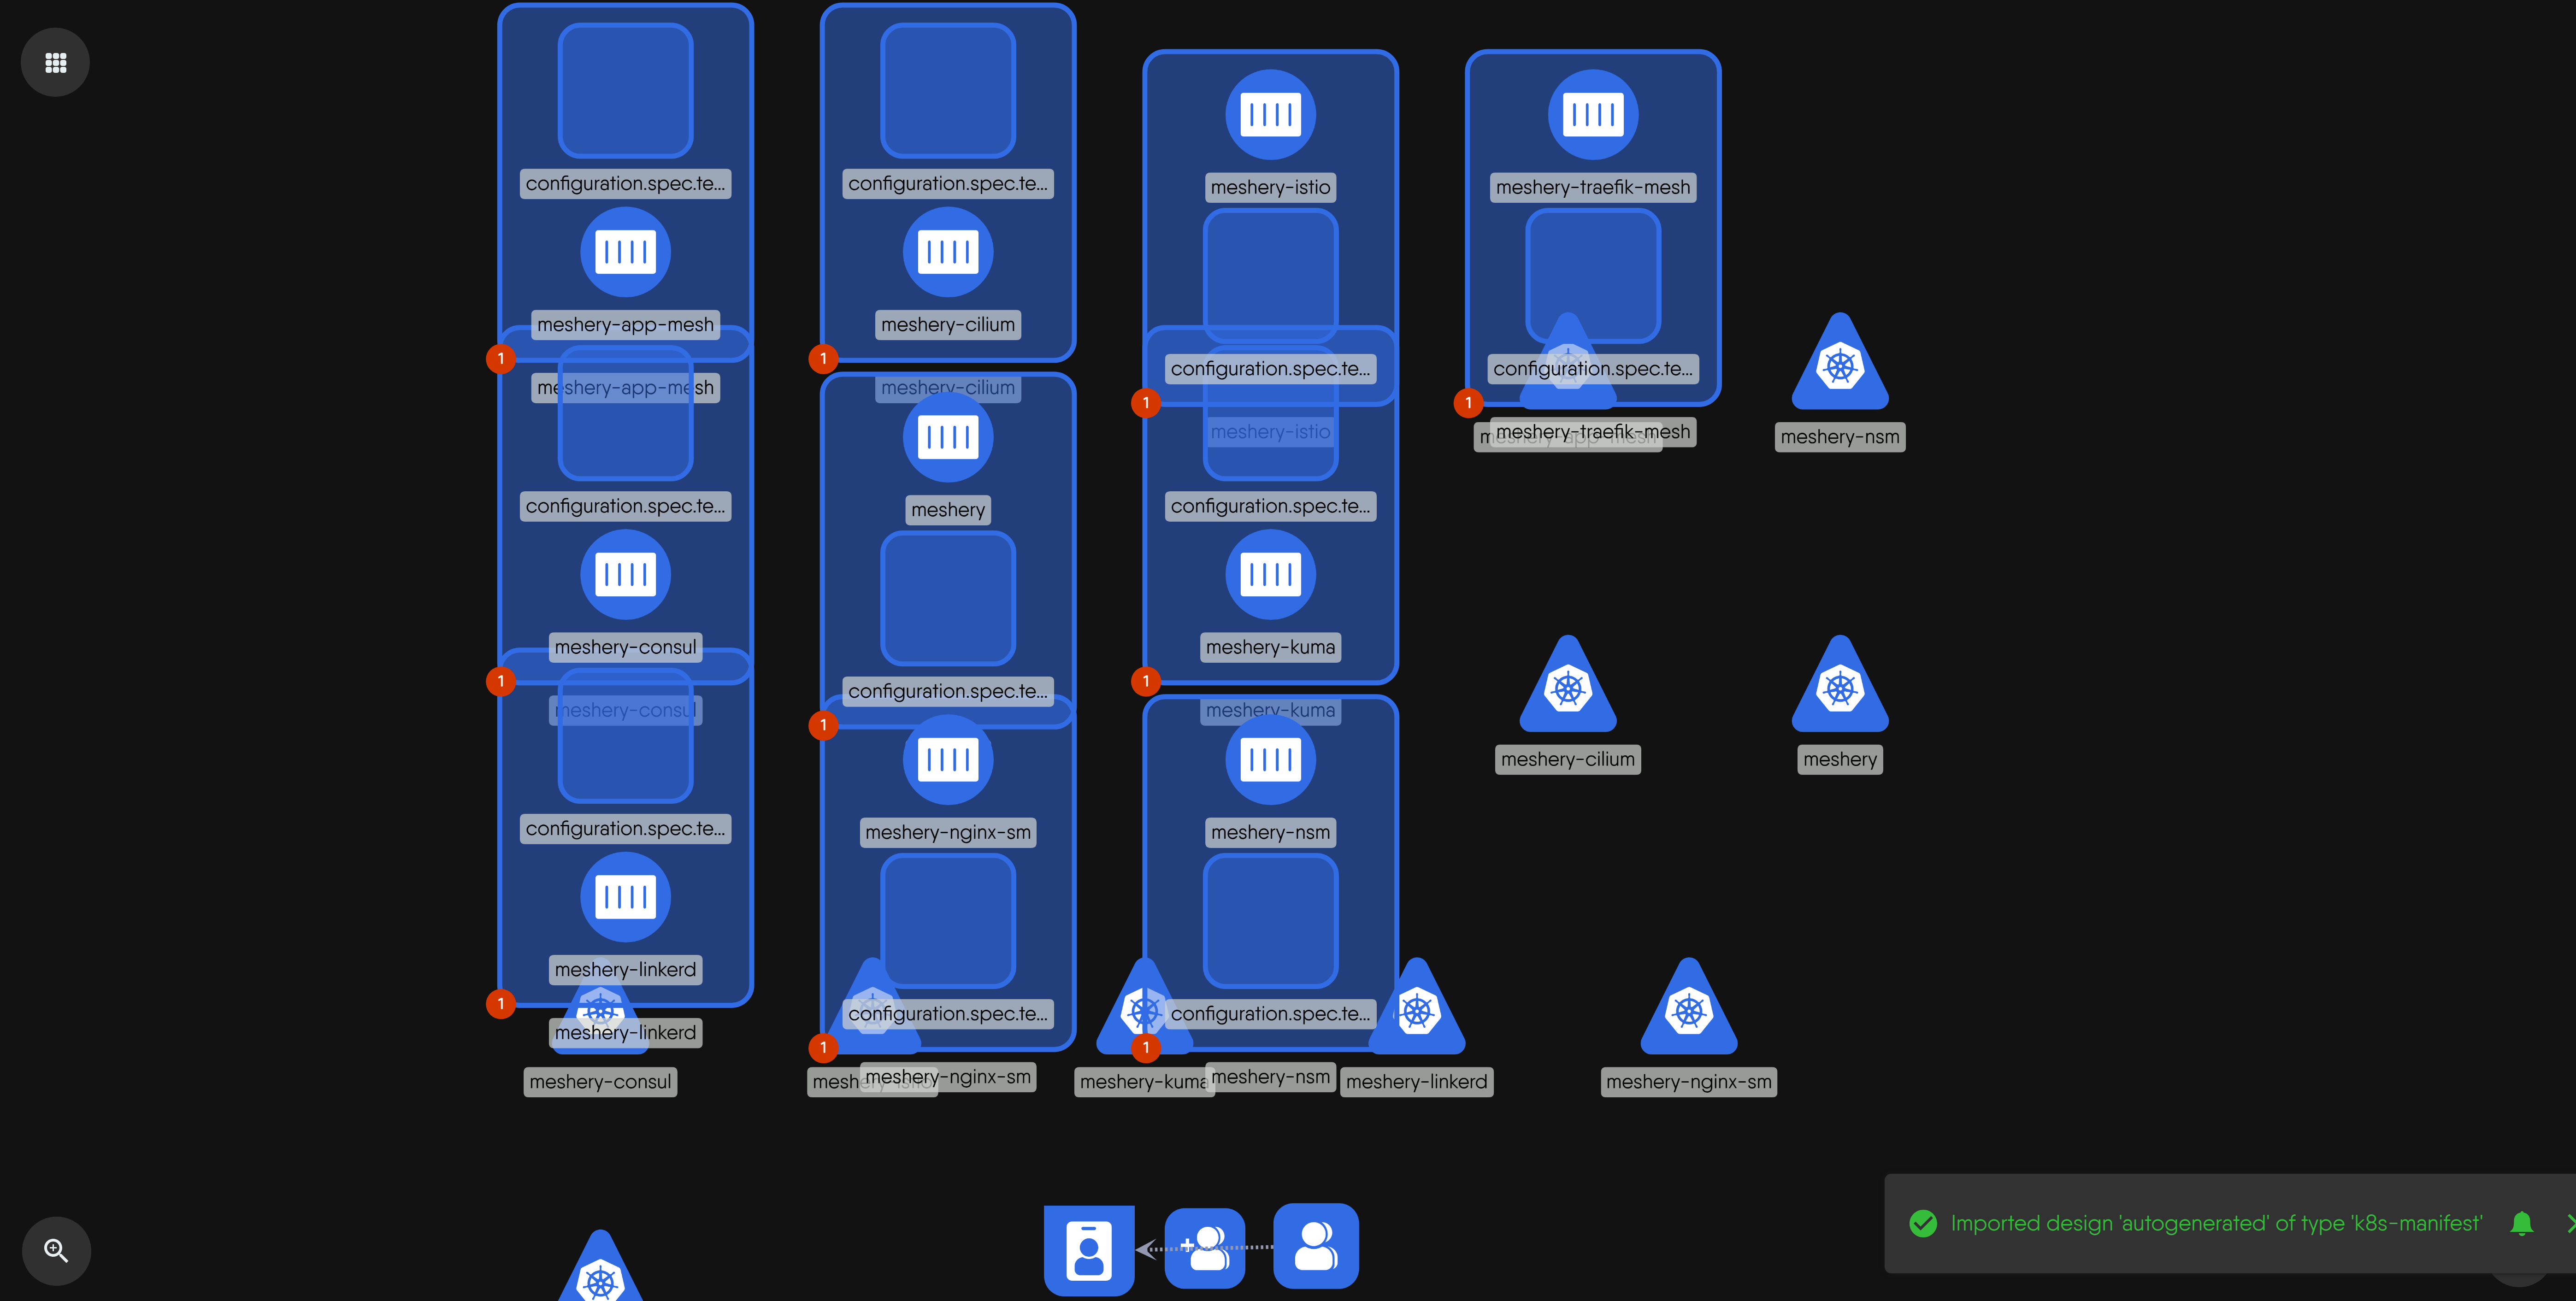 configuration.spec.te...
configuration.spec.te...
meshery-istio
meshery-traefik-mesh
meshery-app-mesh
meshery-cilium
1
1
configuration.spec.te...
configuration.spec.te...
meshery-app-mesh
meshery-cilium
1
1
meshery-istio
meshery-app-mesh
meshery-traefik-mesh
meshery-nsm
configuration.spec.te...
meshery
configuration.spec.te...
meshery-consul
meshery-kuma
1
configuration.spec.te...
1
meshery-consul
1
meshery-kuma
meshery-cilium
meshery
configuration.spec.te...
meshery-nginx-sm
meshery-nsm
meshery-linkerd
1
configuration.spec.te...
configuration.spec.te...
meshery-linkerd
1
1
meshery-consul
meshery-istio
meshery-nginx-sm
meshery-kuma
meshery-nsm
meshery-linkerd
meshery-nginx-sm
Imported design 'autogenerated' of type 'k8s-manifest'